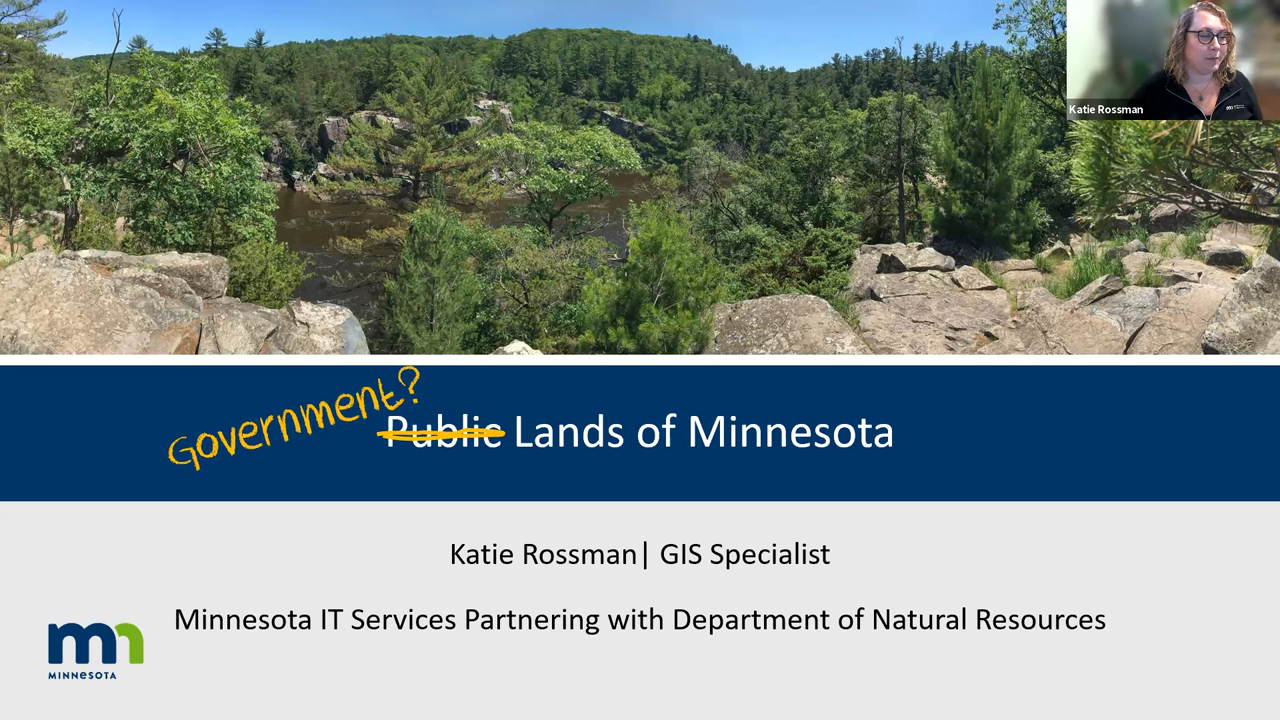 Katie Rossman
Government?
Public Lands of Minnesota
Katie Rossman| GIS Specialist
Minnesota IT Services Partnering with Department of Natural Resources
mn
MINNESOTA